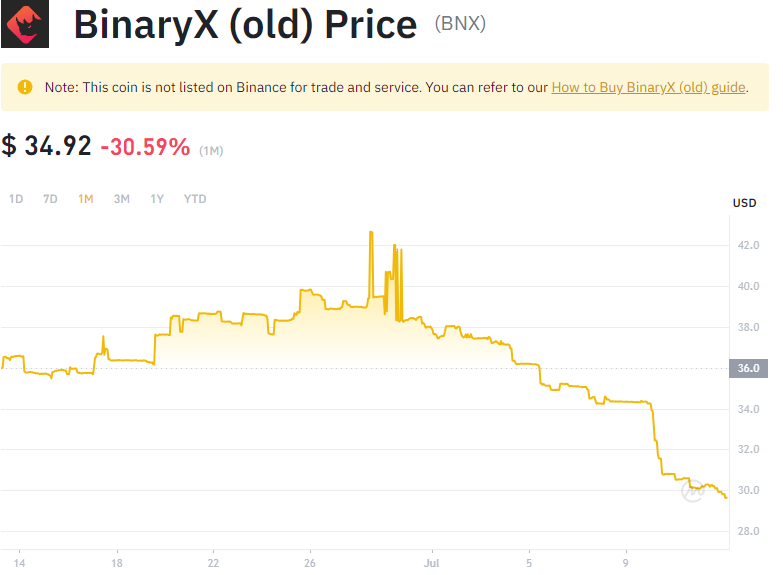 BinaryX (old) Price (BNX)
Note: This coin is not listed on Binance for trade and service. You can refer to our How to Buy BinaryX (old) guide.
$ 34.92 -30.59% (1M)
1D 7D 1M 3M 1Y YTD
USD
42.0
40.0
38.0
36.0
34.0
32.0
30.0
28.0
14 18 22 26 Jul 5 9